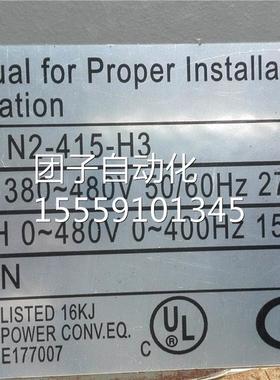 ual for Proper Installa
ation
N2-415-H3
380~480V 50/60Hz 27
H 0~480V 0~400Hz 15
N
团子自动化
15559101345
LISTED 16KJ
POWER CONV.EQ.
E177007
C UL